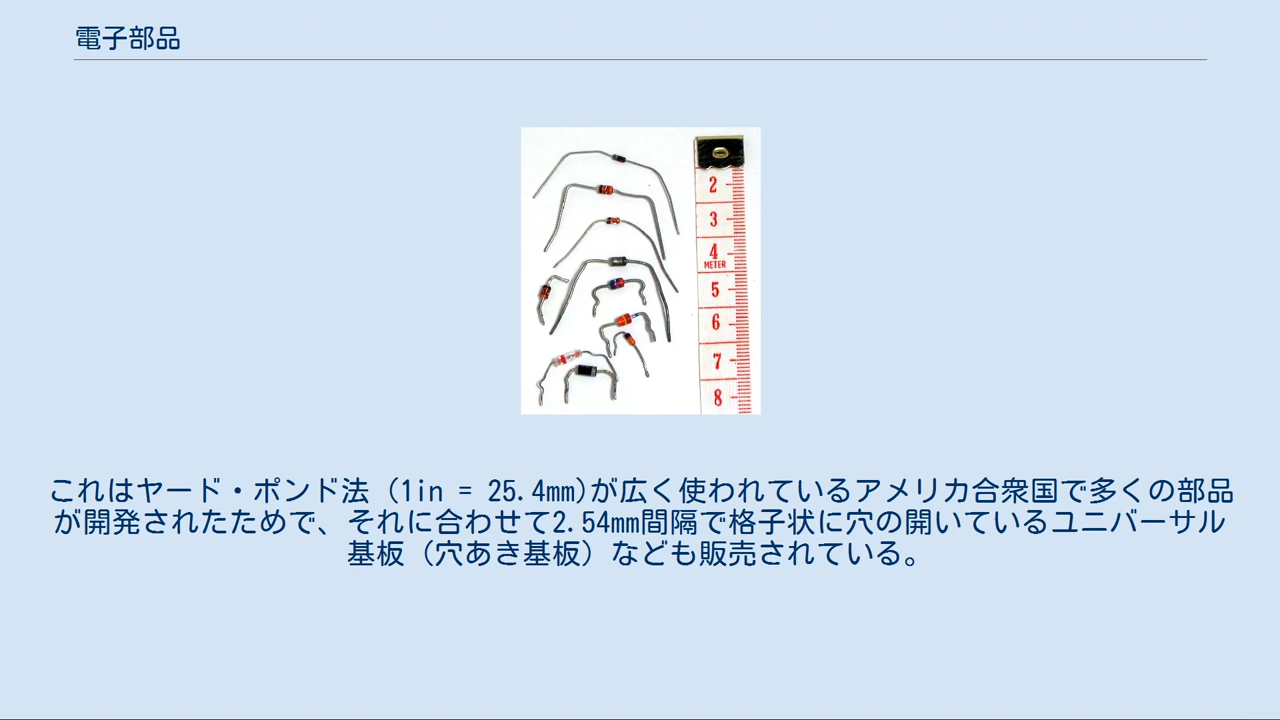 電子部品
2
3
4
METER
5
6
7
8
これはヤード・ポンド法 (1in = 25.4mm)が広く使われているアメリカ合衆国で多くの部品
が開発されたためで、それに合わせて2.54mm間隔で格子状に穴の開いているユニバーサル
基板（穴あき基板）なども販売されている。